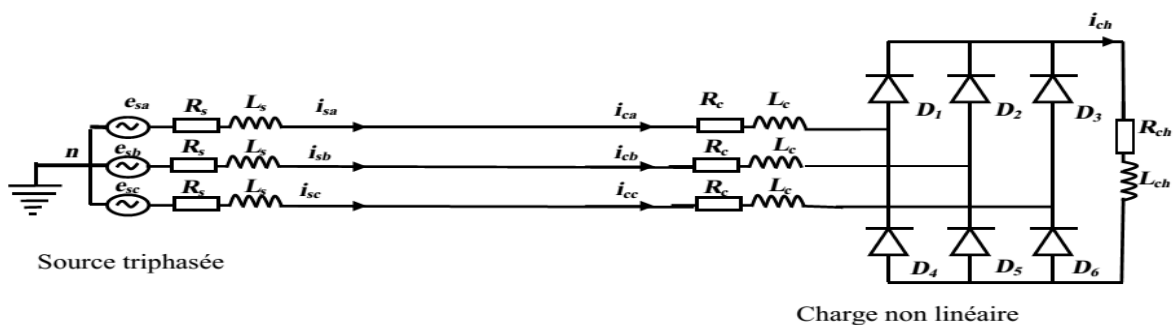 i_ch
e_sa R_s L_s i_sa i_ca R_c L_c D_1 D_2 D_3
R_ch
n e_sb R_s L_s i_sb i_cb R_c L_c
L_ch
e_sc R_s L_s i_sc i_cc R_c L_c
D_4 D_5 D_6
Source triphasée
Charge non linéaire